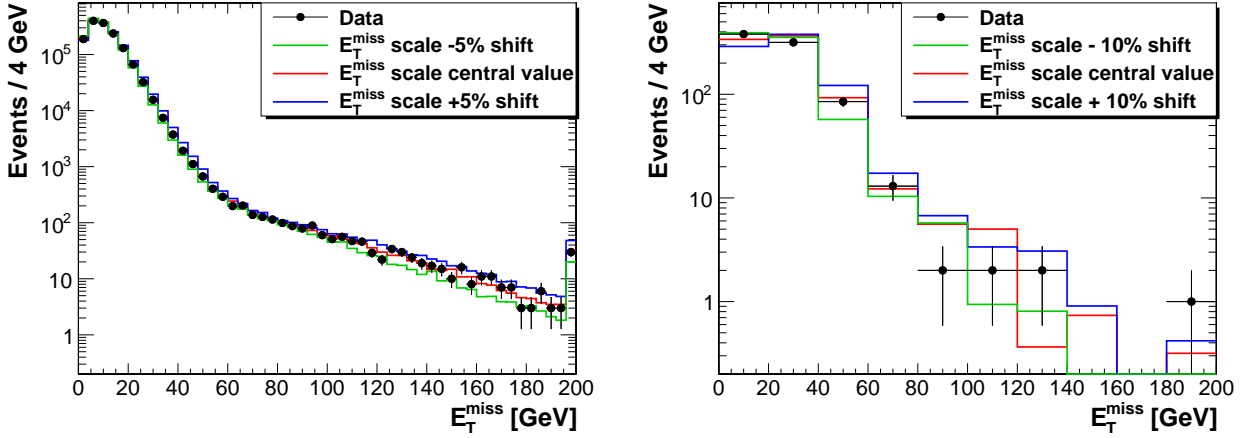 Events / 4 GeV
10^5
10^4
10^3
10^2
10
1
0 20 40 60 80 100 120 140 160 180 200
E_T^miss [GeV]
Data
E_T^miss scale -5% shift
E_T^miss scale central value
E_T^miss scale +5% shift
Events / 4 GeV
10^2
10
1
0 20 40 60 80 100 120 140 160 180 200
E_T^miss [GeV]
Data
E_T^miss scale - 10% shift
E_T^miss scale central value
E_T^miss scale + 10% shift